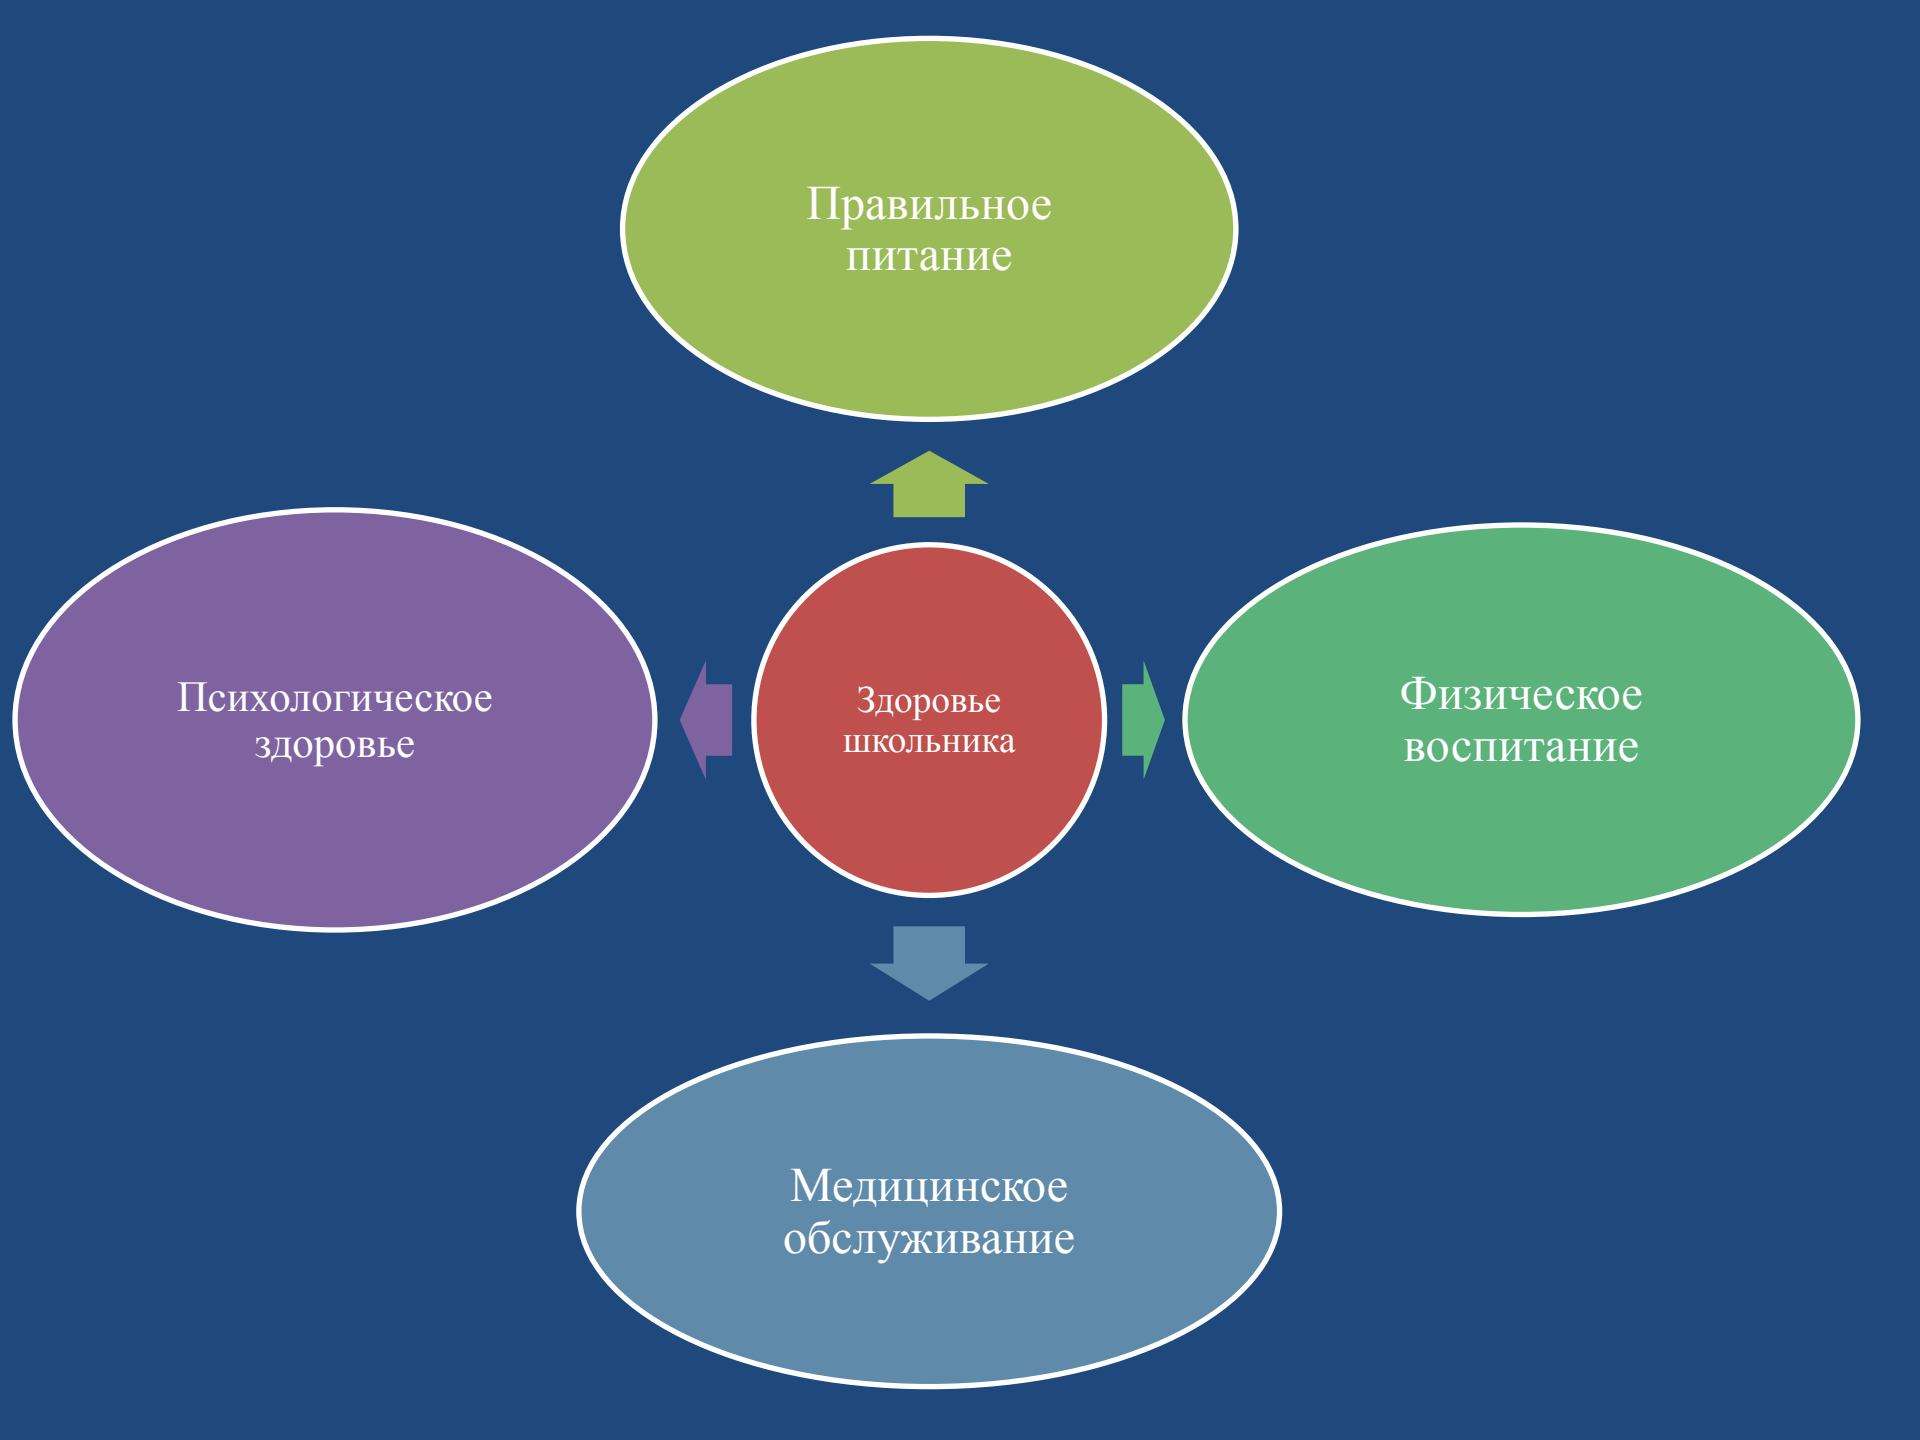 Правильное
питание
Психологическое
здоровье
Здоровье
школьника
Физическое
воспитание
Медицинское
обслуживание